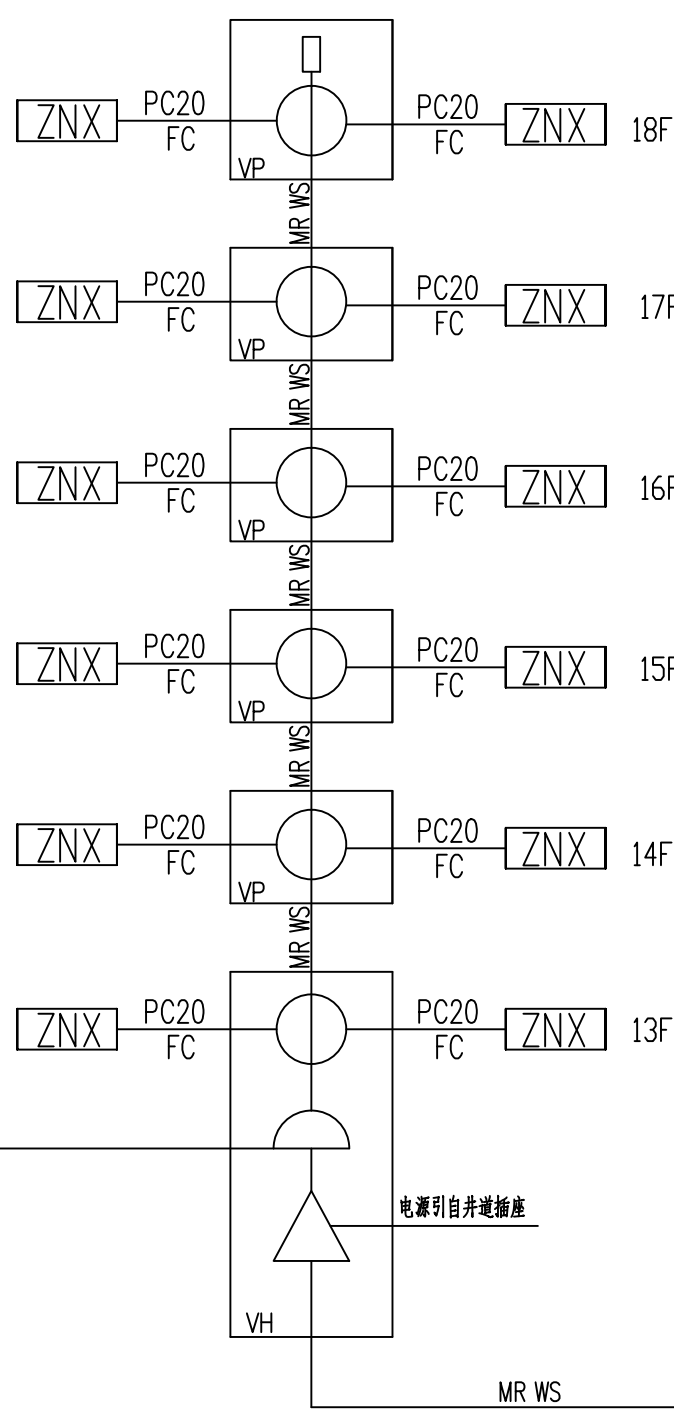 ZNX PC20 PC20 ZNX 18F
FC FC
VP
MR WS
ZNX PC20 PC20 ZNX 17F
FC FC
VP
MR WS
ZNX PC20 PC20 ZNX 16F
FC FC
VP
MR WS
ZNX PC20 PC20 ZNX 15F
FC FC
VP
MR WS
ZNX PC20 PC20 ZNX 14F
FC FC
VP
MR WS
ZNX PC20 PC20 ZNX 13F
FC FC
电源引自井道插座
VH
MR WS